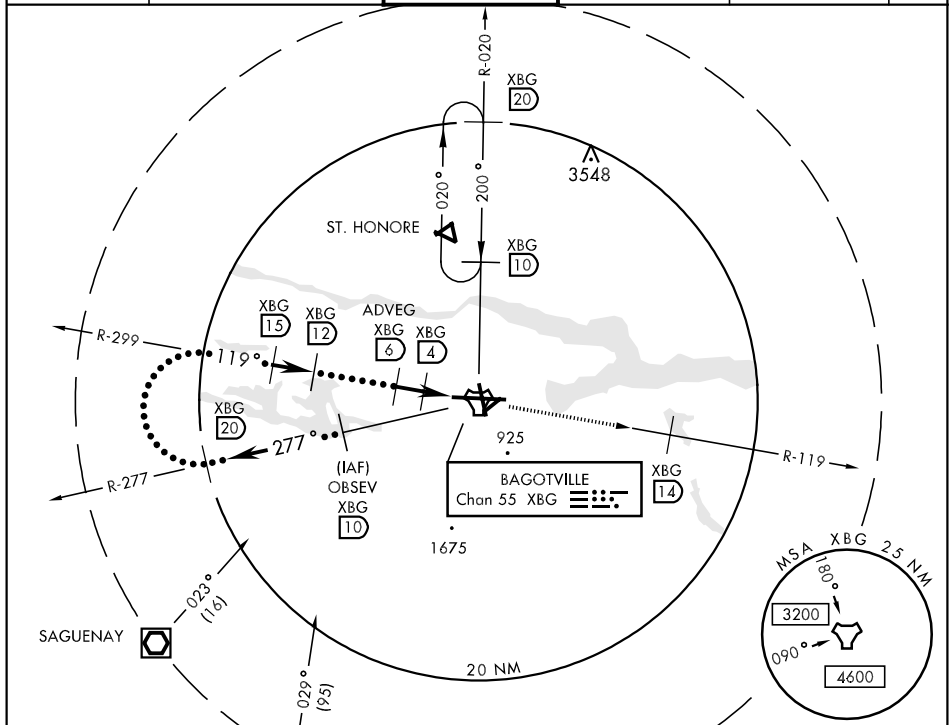 R-020
XBG
20
3548
020°
200°
ST. HONORE
XBG
10
R-299
119°
XBG
15
XBG
12
ADVEG
XBG
6
XBG
4
XBG
20
277°
R-277
(IAF)
OBSEV
XBG
10
925
BAGOTVILLE
Chan 55 XBG
XBG
14
R-119
1675
023°
(16)
SAGUENAY
029°
(95)
20 NM
MSA XBG 25 NM
180°
3200
090°
4600